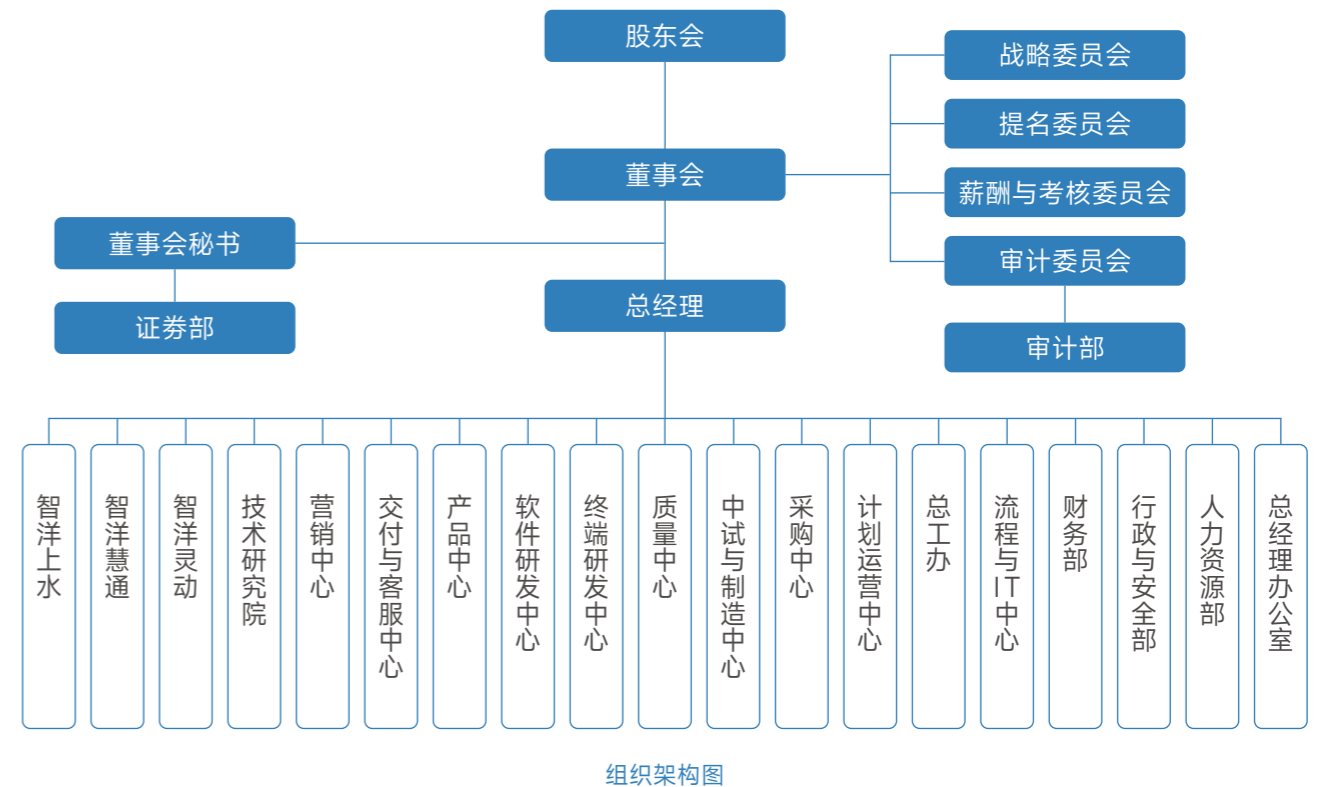 股东会
战略委员会
提名委员会
董事会
薪酬与考核委员会
董事会秘书
审计委员会
总经理
证券部
审计部
智洋上水
智洋慧通
智洋灵动
技术研究院
营销中心
交付与客服中心
产品中心
软件研发中心
终端研发中心
质量中心
中试与制造中心
采购中心
计划运营中心
总工办
流程与IT中心
财务部
行政与安全部
人力资源部
总经理办公室
组织架构图